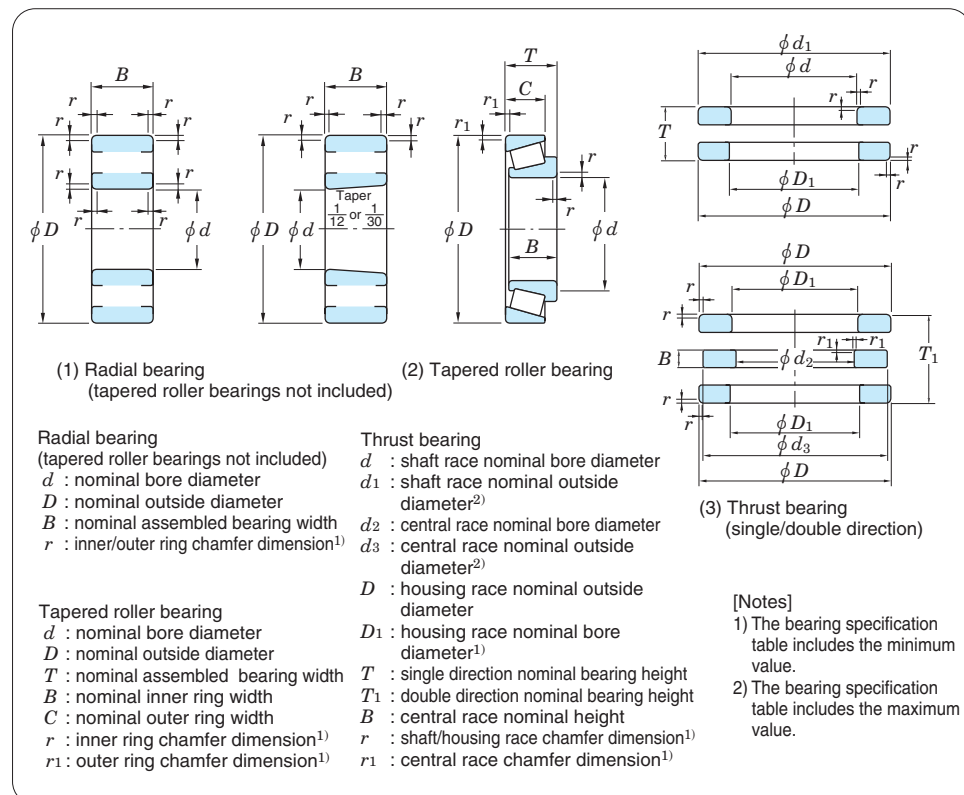 B
r r
r r
φD
r r
r r
φd
B
r r
r r
Taper
1/12 or 1/30
φD
φd
T
C
r1
r1
r
r
φD
B
φd
φd1
φd
r
r
T
r
r
φD1
φD
φD
φD1
r
r
r1 r1
B
φd2
T1
r
r
φD1
φd3
φD
(1) Radial bearing
(tapered roller bearings not included)
(2) Tapered roller bearing
(3) Thrust bearing
(single/double direction)
Radial bearing
(tapered roller bearings not included)
d : nominal bore diameter
D : nominal outside diameter
B : nominal assembled bearing width
r : inner/outer ring chamfer dimension1)
Tapered roller bearing
d : nominal bore diameter
D : nominal outside diameter
T : nominal assembled bearing width
B : nominal inner ring width
C : nominal outer ring width
r : inner ring chamfer dimension1)
r1 : outer ring chamfer dimension1)
Thrust bearing
d : shaft race nominal bore diameter
d1 : shaft race nominal outside
diameter2)
d2 : central race nominal bore diameter
d3 : central race nominal outside
diameter2)
D : housing race nominal outside
diameter
D1 : housing race nominal bore
diameter1)
T : single direction nominal bearing height
T1 : double direction nominal bearing height
B : central race nominal height
r : shaft/housing race chamfer dimension1)
r1 : central race chamfer dimension1)
[Notes]
1) The bearing specification
table includes the minimum
value.
2) The bearing specification
table includes the maximum
value.